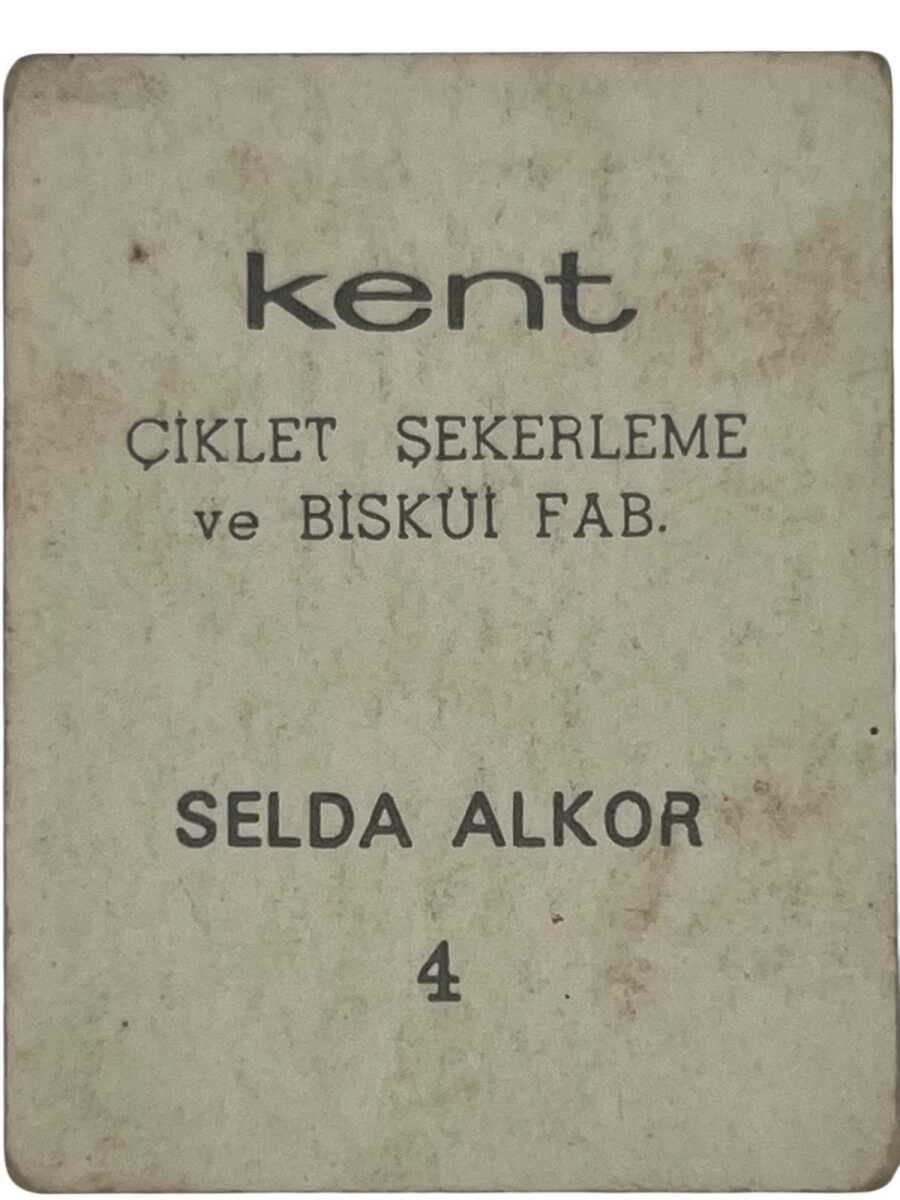 kent
ÇİKLET ŞEKERLEME
ve BİSKÜİ FAB.
SELDA ALKOR
4